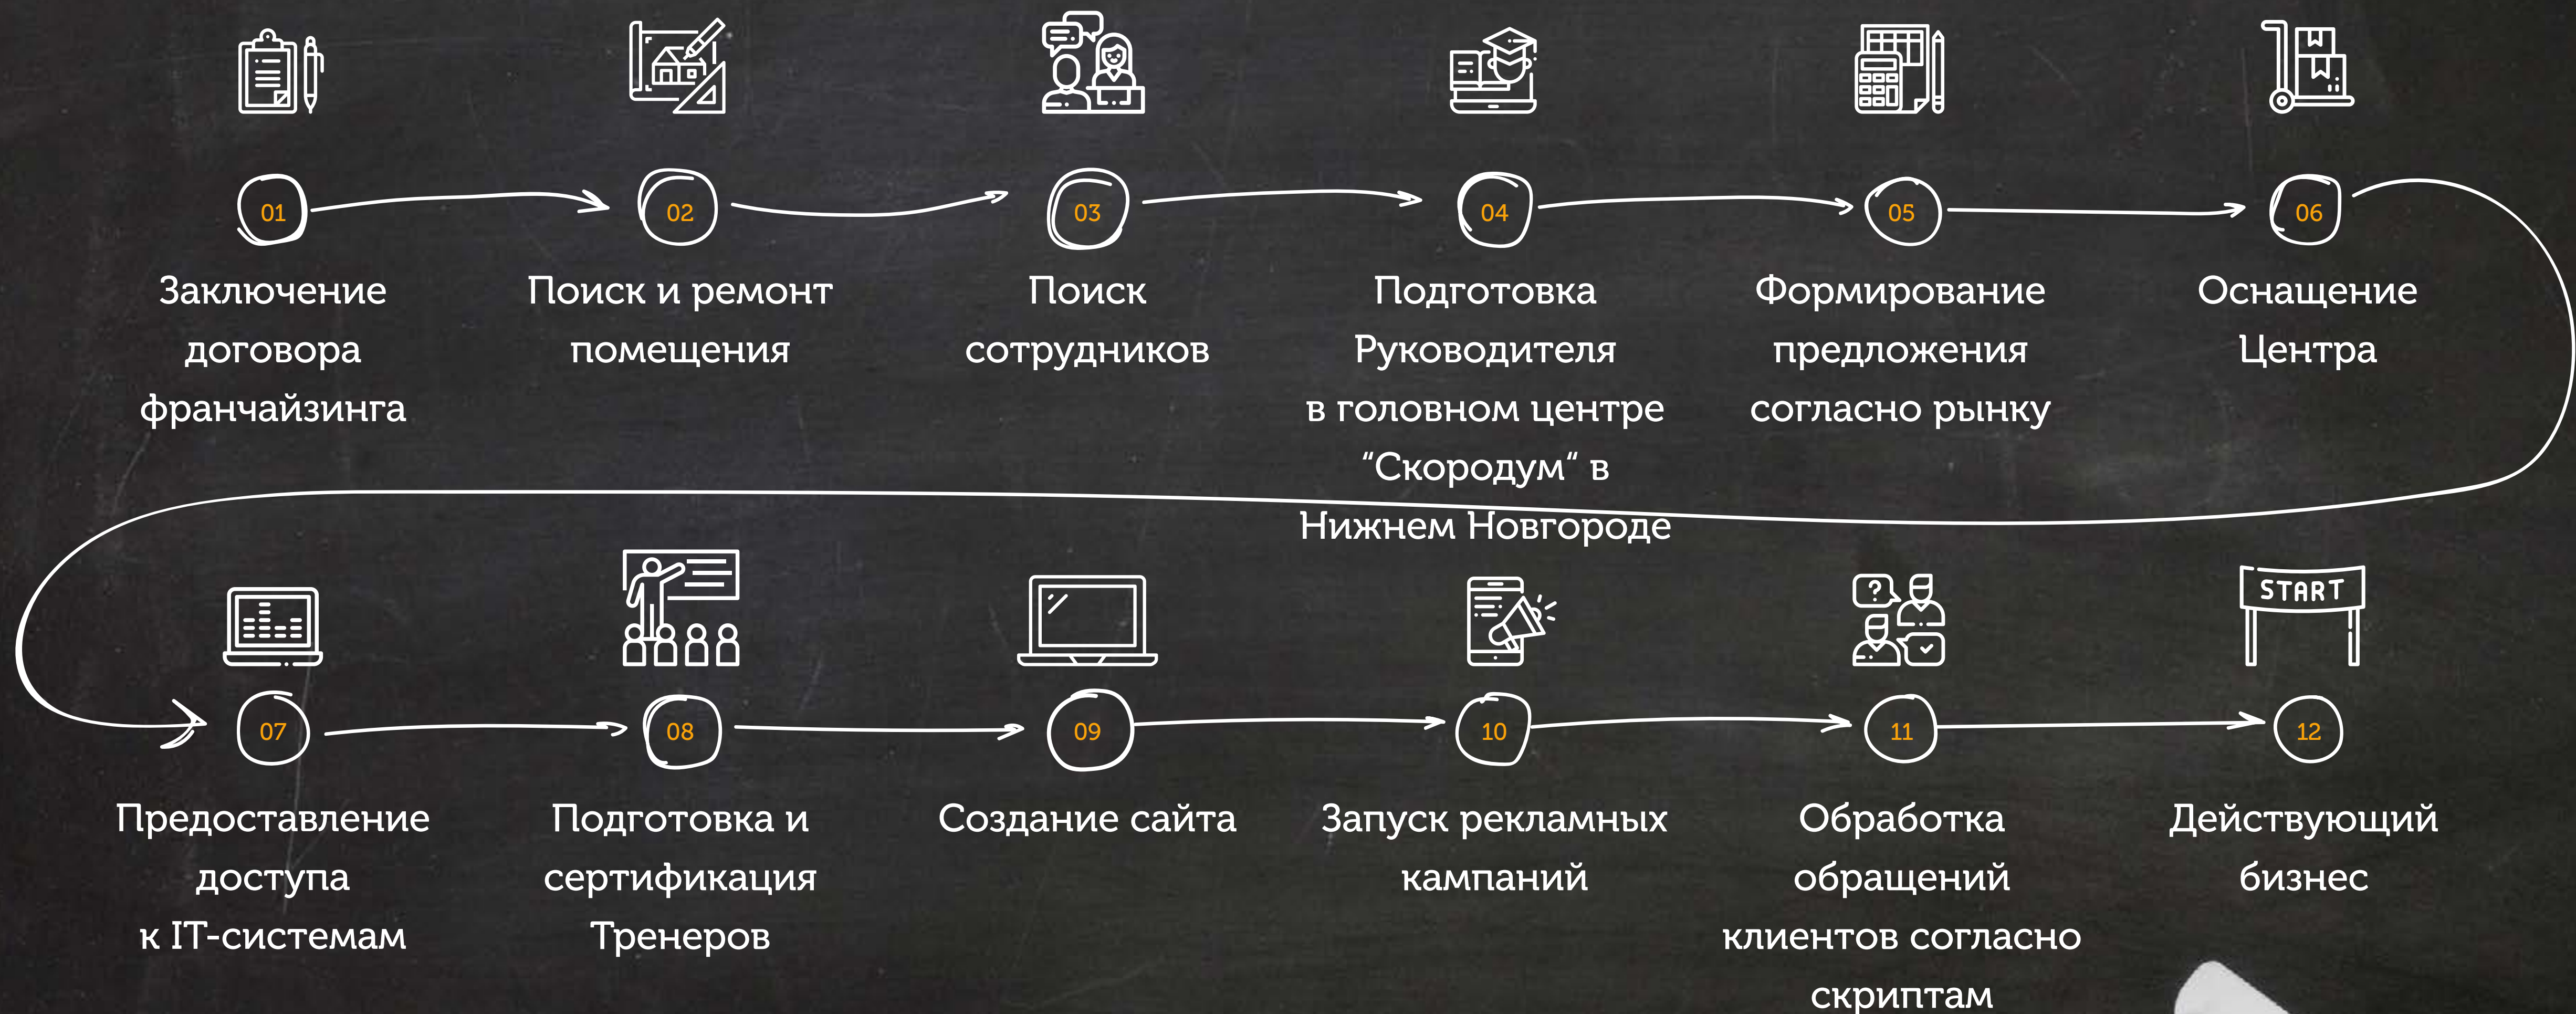 01
Заключение
договора
франчайзинга
02
Поиск и ремонт
помещения
03
Поиск
сотрудников
04
Подготовка
Руководителя
в головном центре
“Скородум“ в
Нижнем Новгороде
05
Формирование
предложения
согласно рынку
06
Оснащение
Центра
07
Предоставление
доступа
к IT-системам
08
Подготовка и
сертификация
Тренеров
09
Создание сайта
10
Запуск рекламных
кампаний
?
11
Обработка
обращений
клиентов согласно
скриптам
START
12
Действующий
бизнес